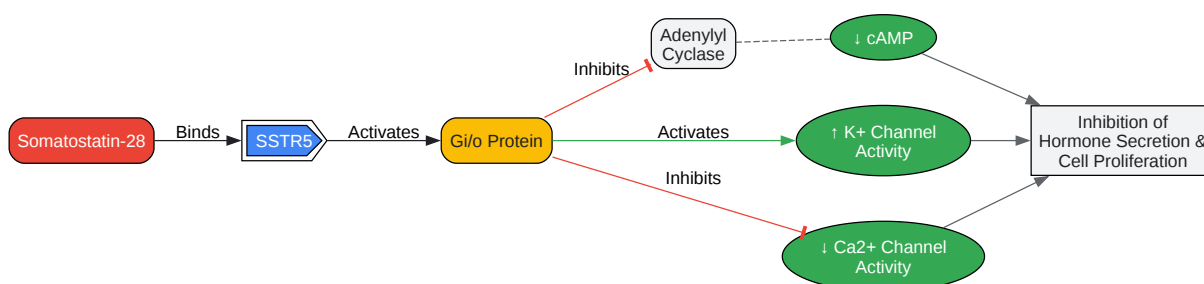 Somatostatin-28
Binds
SSTR5
Activates
Gi/o Protein
Inhibits
Adenylyl
Cyclase
↓ cAMP
Activates
↑ K+ Channel
Activity
Inhibits
↓ Ca2+ Channel
Activity
Inhibition of
Hormone Secretion &
Cell Proliferation